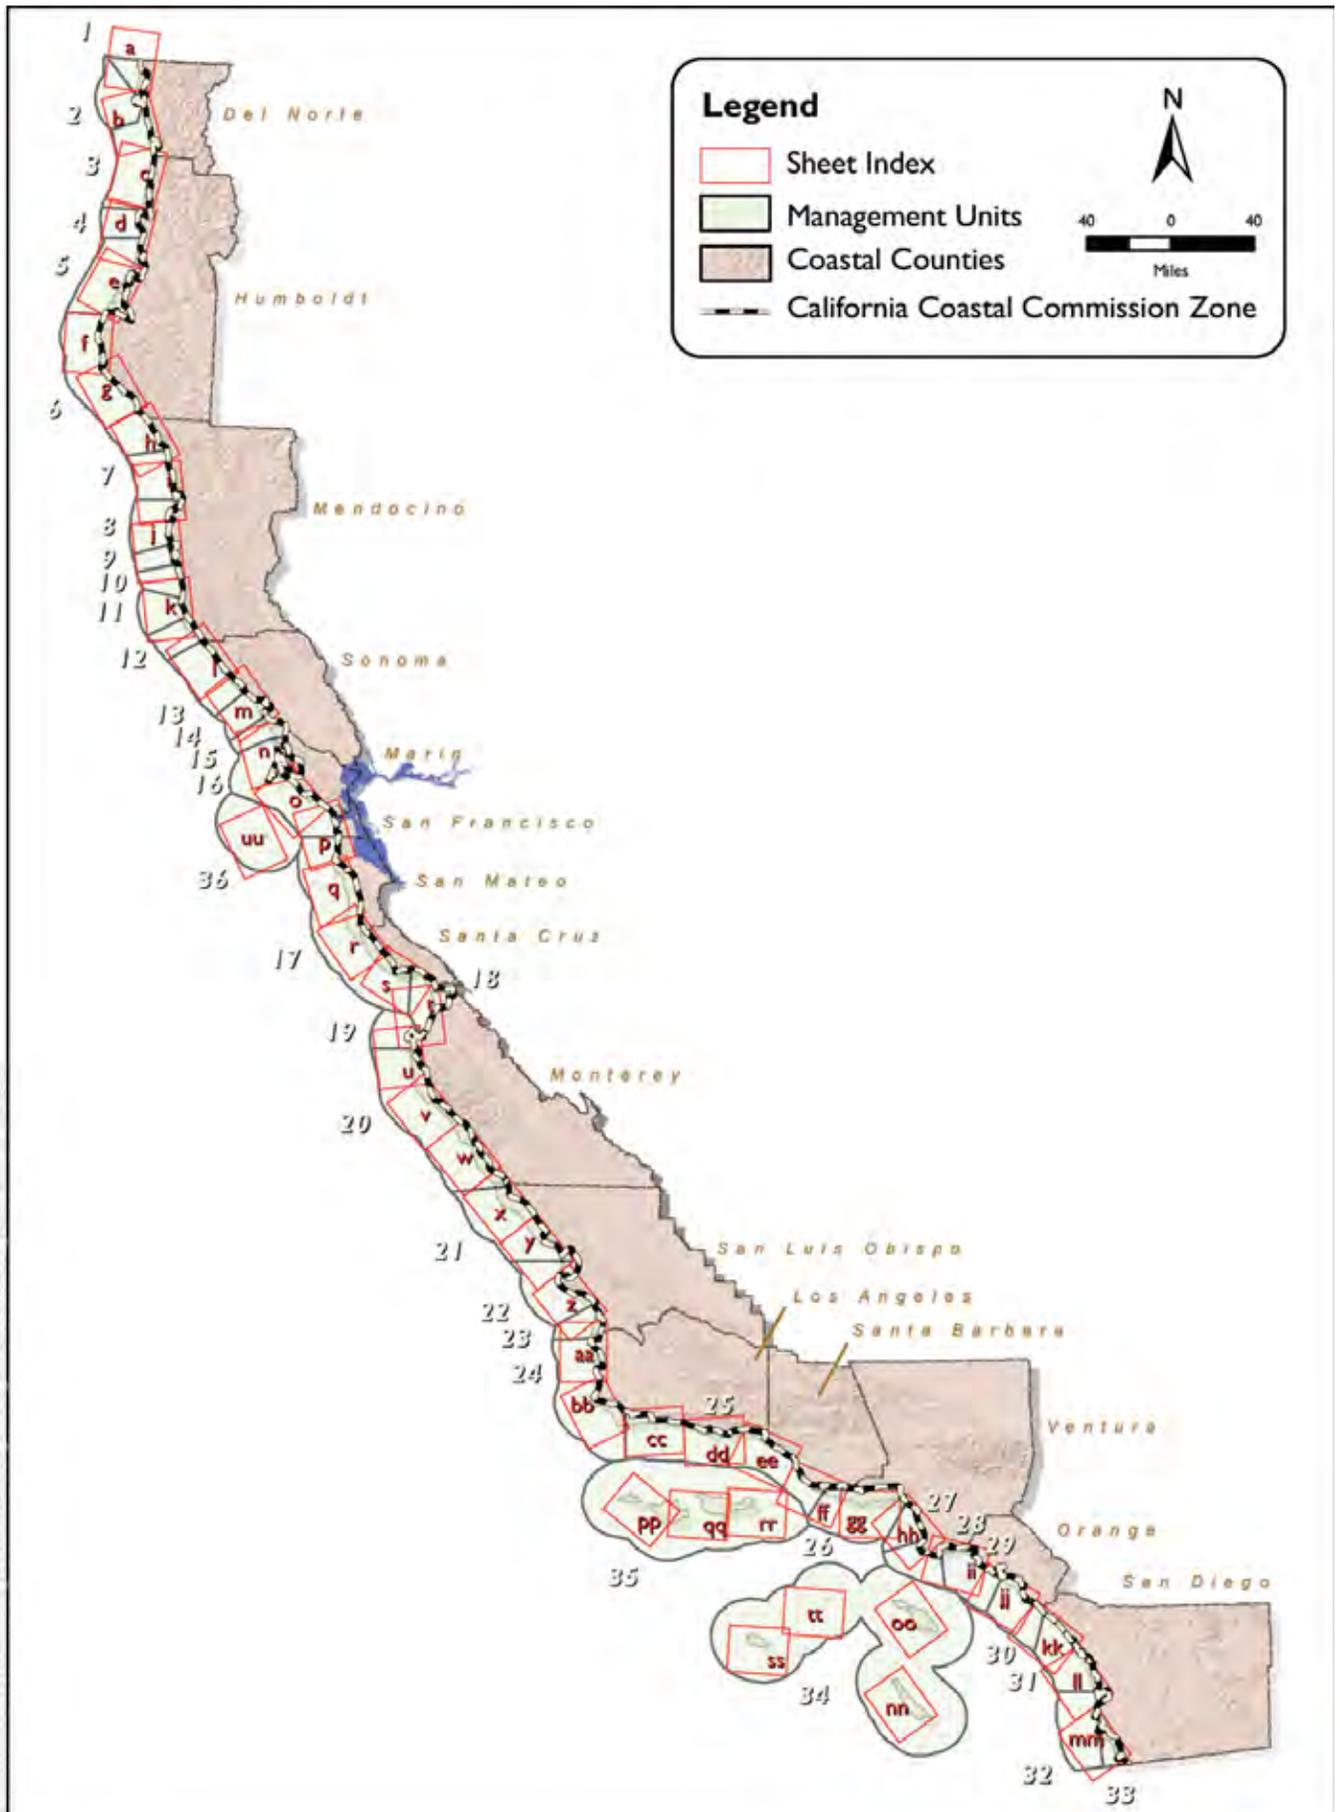 1
a
Legend
N
2
b
Del Norte
3
c
Sheet Index
4
d
Management Units
40 0 40
Miles
5
e
Coastal Counties
Humboldt
California Coastal Commission Zone
f
6
g
h
7
Mendocino
8
j
9
10
11
k
12
Sonoma
l
13
m
14
15
n
Marin
16
o
San Francisco
uu
p
36
San Mateo
q
Santa Cruz
17
r
18
s
t
19
u
Monterey
20
v
w
x
21
y
San Luis Obispo
22
z
Los Angeles
23
Santa Barbara
24
aa
bb
25
Ventura
cc
dd
ee
27
pp
qq
rr
ff
gg
hh
28
Orange
26
29
35
ii
San Diego
tt
oo
jj
30
kk
ss
31
ll
34
nn
mm
32
33